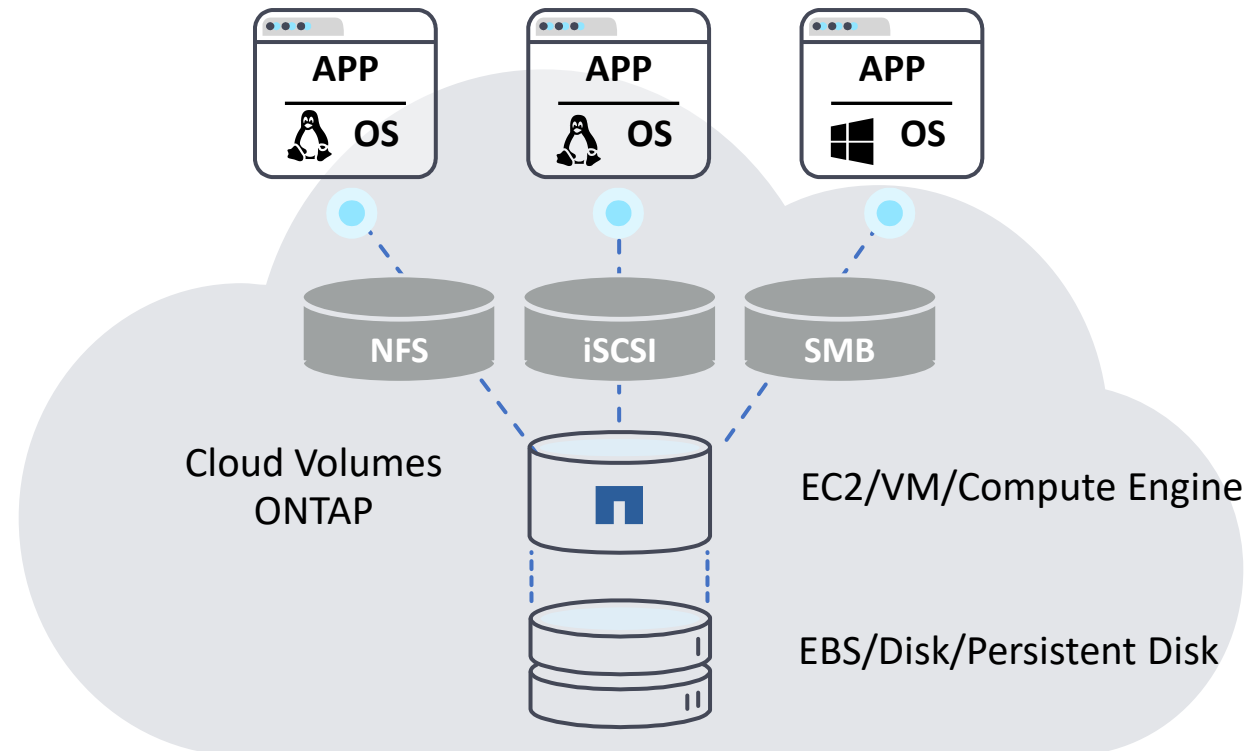 APP
OS
APP
OS
APP
OS
NFS
iSCSI
SMB
Cloud Volumes
ONTAP
EC2/VM/Compute Engine
EBS/Disk/Persistent Disk